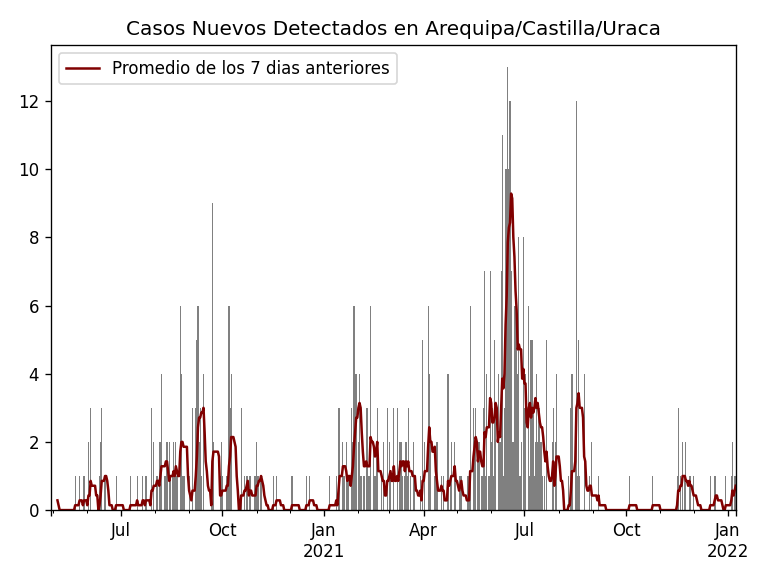 Casos Nuevos Detectados en Arequipa/Castilla/Uraca
Promedio de los 7 dias anteriores
12
10
8
6
4
2
0
Jul Oct Jan Apr Jul Oct Jan
2021 2022